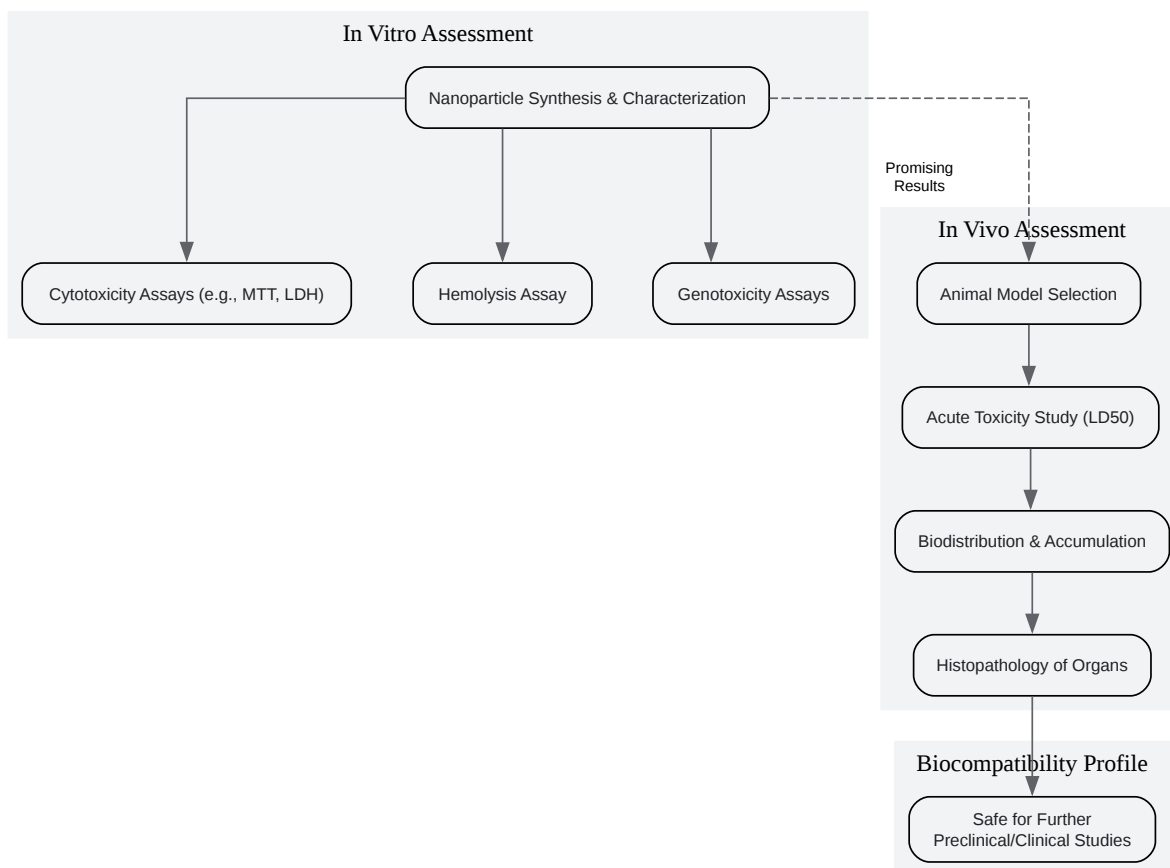 In Vitro Assessment
Nanoparticle Synthesis & Characterization
Promising
Results
In Vivo Assessment
Cytotoxicity Assays (e.g., MTT, LDH)
Hemolysis Assay
Genotoxicity Assays
Animal Model Selection
Acute Toxicity Study (LD50)
Biodistribution & Accumulation
Histopathology of Organs
Biocompatibility Profile
Safe for Further
Preclinical/Clinical Studies